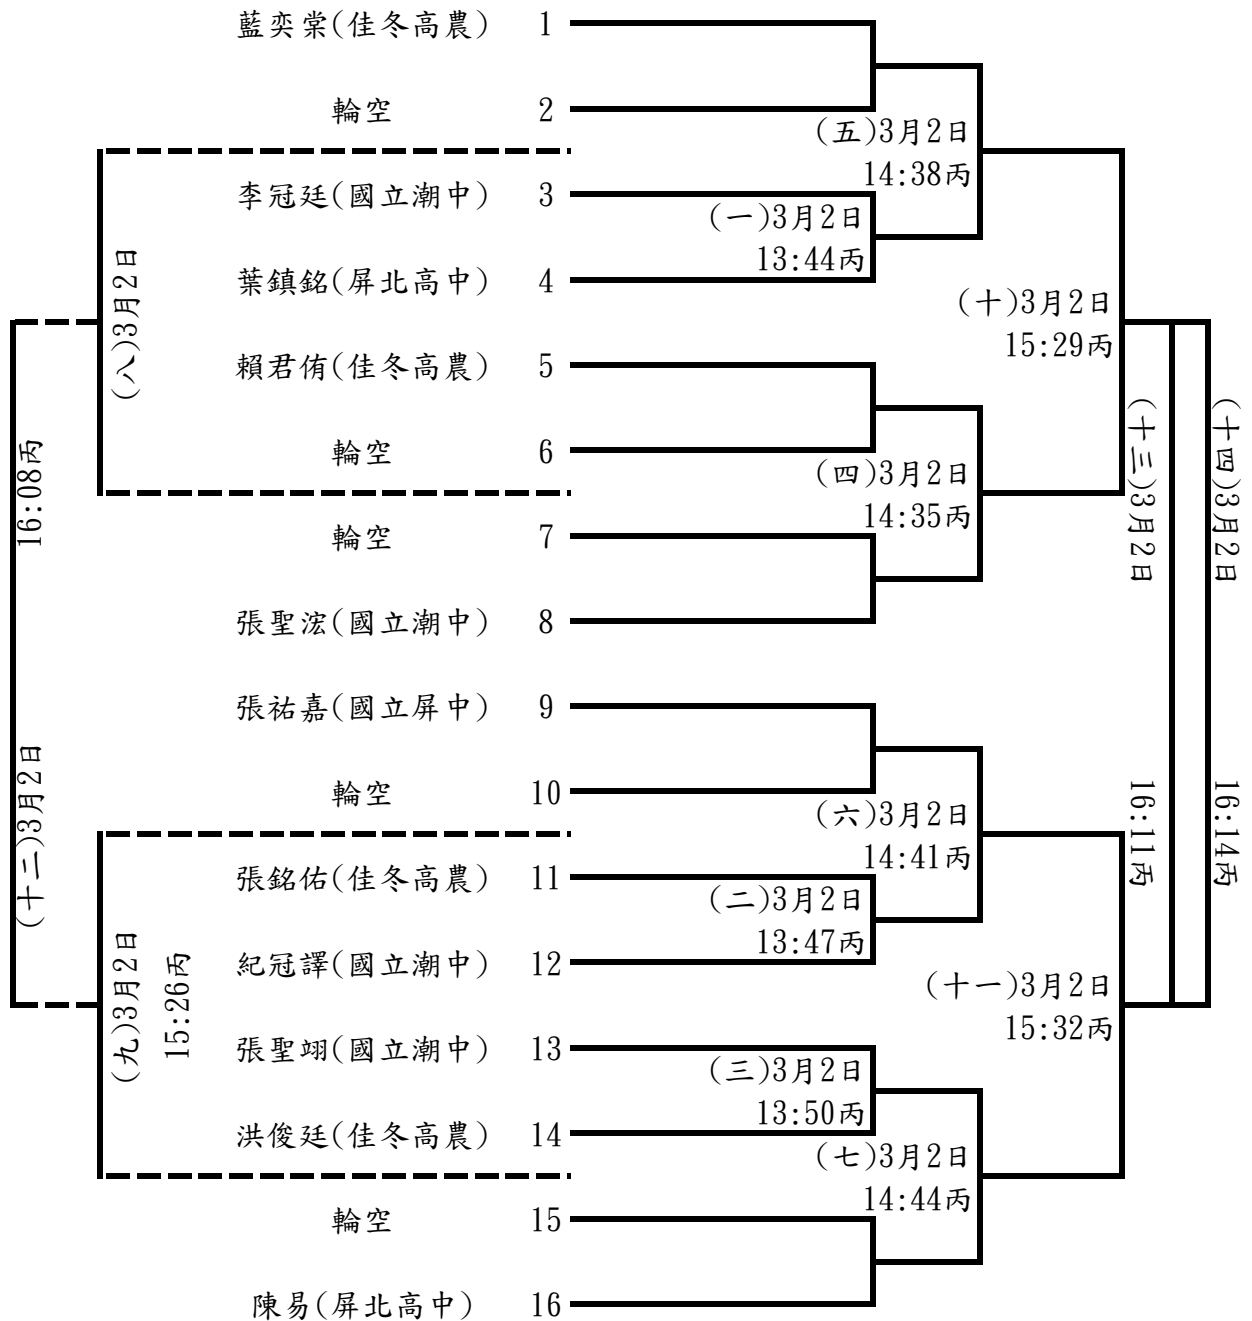 藍奕棠(佳冬高農) 1
輪空 2
(五)3月2日
14:38丙
李冠廷(國立潮中) 3
(一)3月2日
13:44丙
葉鎮銘(屏北高中) 4
(八)3月2日
(十)3月2日
15:29丙
賴君侑(佳冬高農) 5
輪空 6
(四)3月2日
14:35丙
(十三)3月2日
(十四)3月2日
16:08丙
輪空 7
張聖浤(國立潮中) 8
張祐嘉(國立屏中) 9
輪空 10
(六)3月2日
14:41丙
(十二)3月2日
16:11丙
16:14丙
張銘佑(佳冬高農) 11
(二)3月2日
13:47丙
紀冠譯(國立潮中) 12
(九)3月2日
15:26丙
(十一)3月2日
15:32丙
張聖翊(國立潮中) 13
(三)3月2日
13:50丙
洪俊廷(佳冬高農) 14
(七)3月2日
14:44丙
輪空 15
陳易(屏北高中) 16